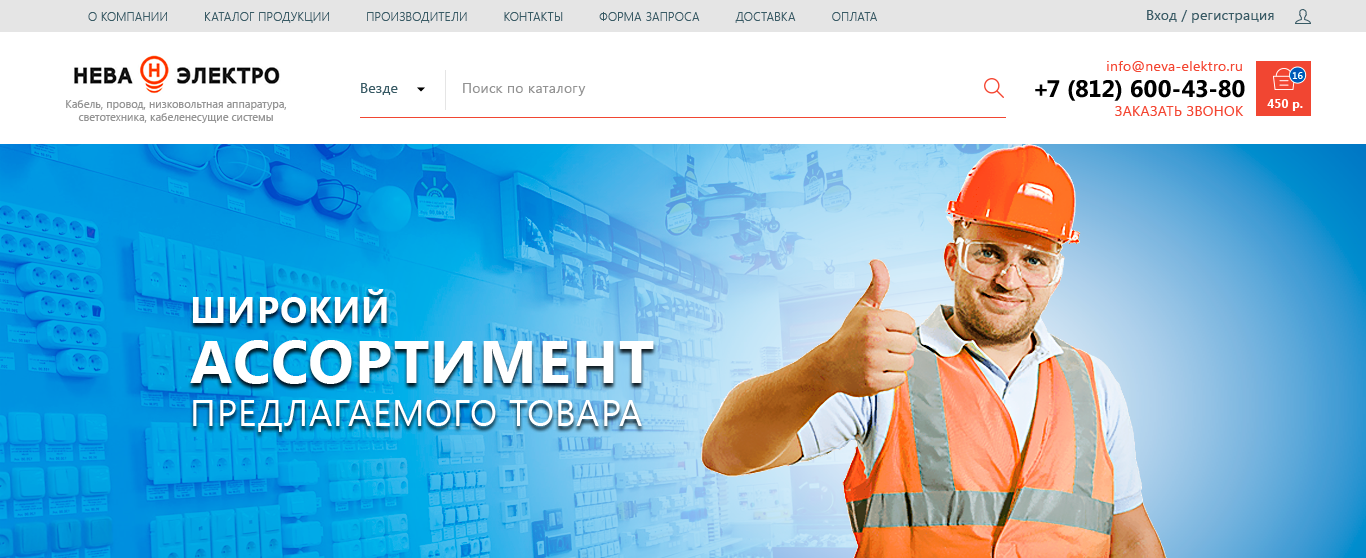 О КОМПАНИИ КАТАЛОГ ПРОДУКЦИИ ПРОИЗВОДИТЕЛИ КОНТАКТЫ ФОРМА ЗАПРОСА ДОСТАВКА ОПЛАТА Вход / регистрация
НЕВА Н ЭЛЕКТРО
Кабель, провод, низковольтная аппаратура,
светотехника, кабеленесущие системы
Везде Поиск по каталогу
info@neva-elektro.ru
+7 (812) 600-43-80
ЗАКАЗАТЬ ЗВОНОК
16
450 р.
ШИРОКИЙ
АССОРТИМЕНТ
ПРЕДЛАГАЕМОГО ТОВАРА